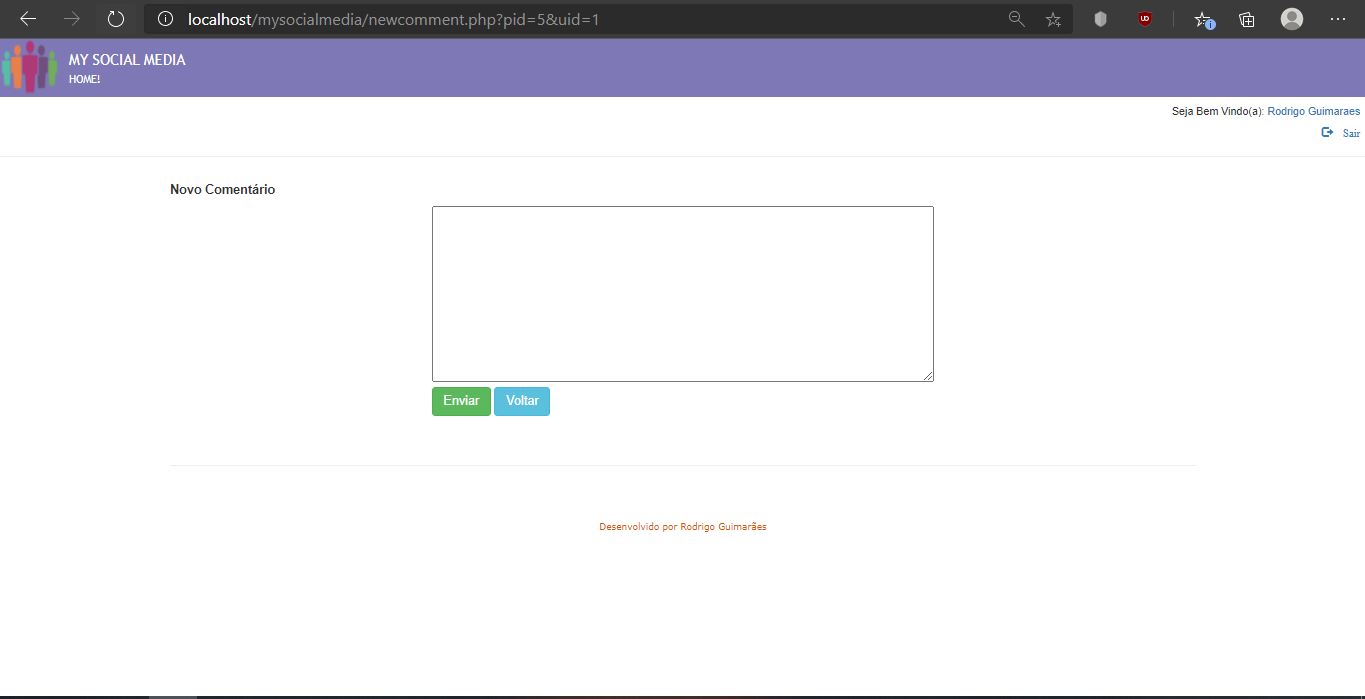 localhost/mysocialmedia/newcomment.php?pid=5&uid=1
MY SOCIAL MEDIA
HOME!
Seja Bem Vindo(a): Rodrigo Guimaraes
Sair
Novo Comentário
Enviar Voltar
Desenvolvido por Rodrigo Guimarães